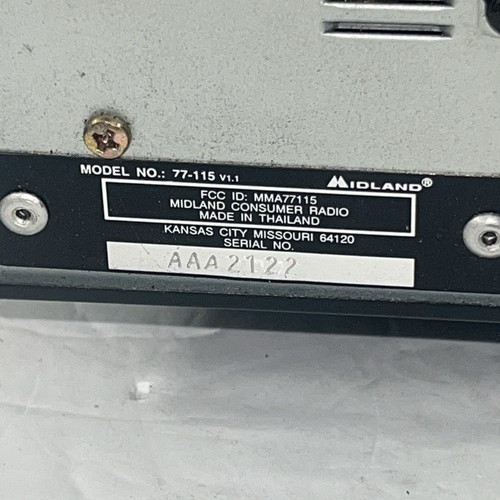 MODEL NO.: 77-115 V1.1 MIDLAND®
FCC ID: MMA77115
MIDLAND CONSUMER RADIO
MADE IN THAILAND
KANSAS CITY MISSOURI 64120
SERIAL NO.
AAA2122